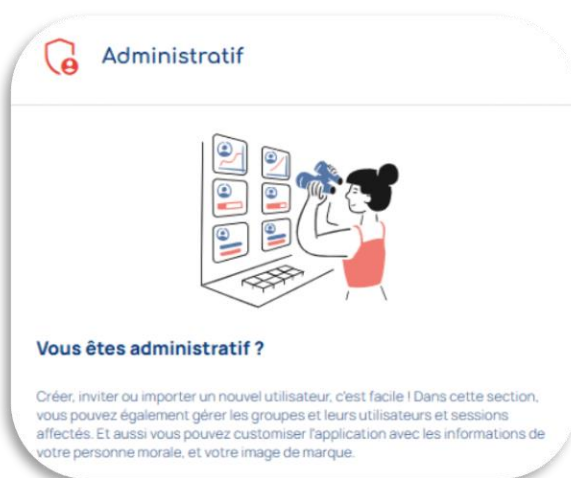 Administratif
Vous êtes administratif ?
Créer, inviter ou importer un nouvel utilisateur, c'est facile ! Dans cette section,
vous pouvez également gérer les groupes et leurs utilisateurs et sessions
affectés. Et aussi vous pouvez customiser l'application avec les informations de
votre personne morale, et votre image de marque.